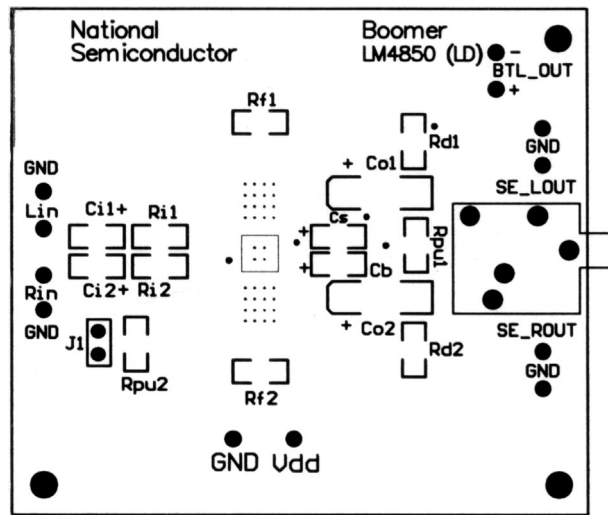 National
Semiconductor
Boomer
LM4850 (LD)
-
BTL_OUT
+
Rf1
Rd1
GND
+ Co1
GND
SE_LOUT
Lin
Ci1+
Ri1
Cs
+
Rpu1
Rin
Ci2+
Ri2
+
Cb
GND
J1
Rpu2
+ Co2
SE_ROUT
Rd2
GND
Rf2
GND Vdd